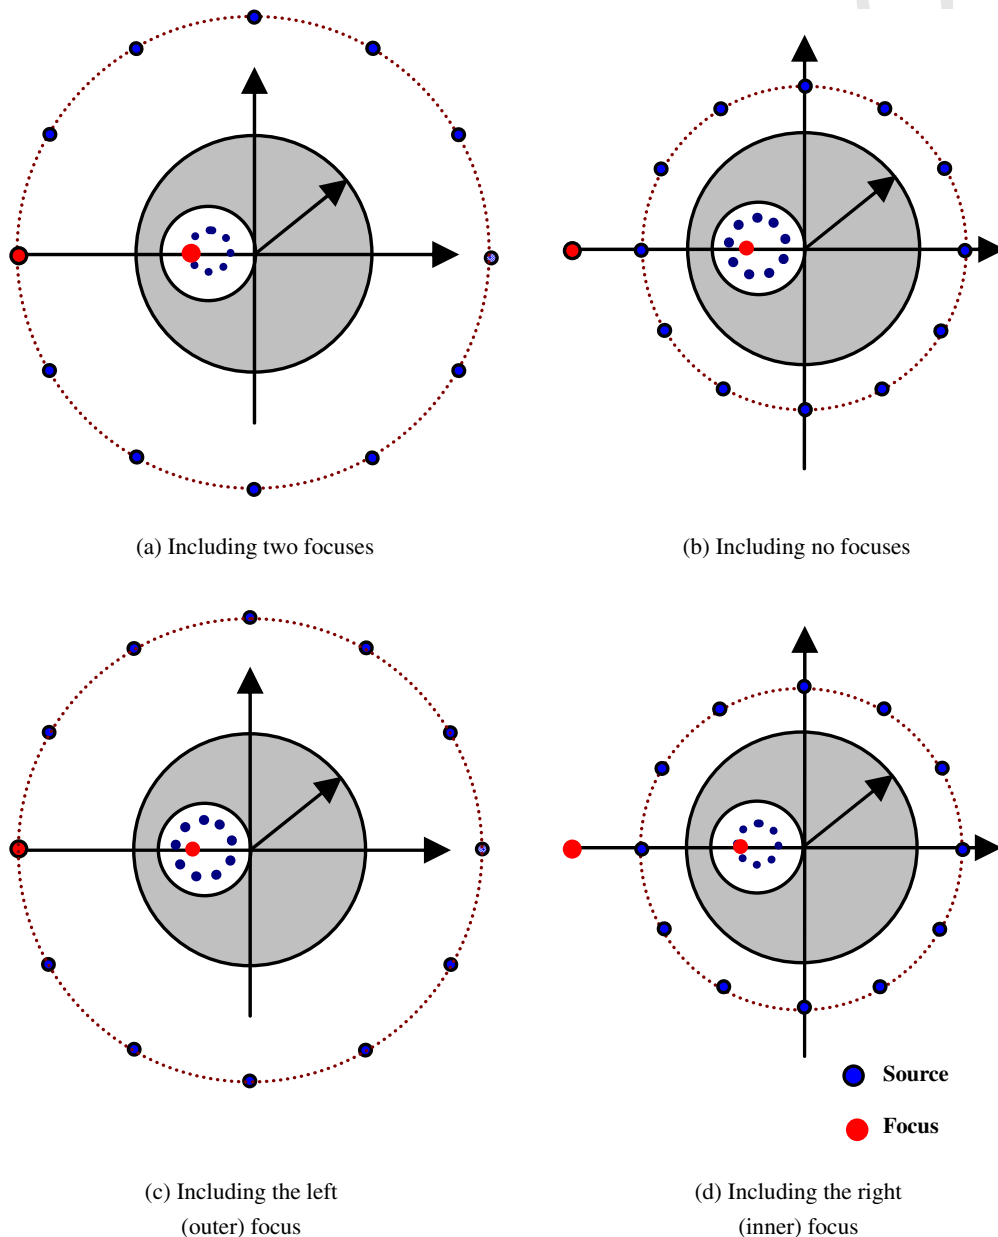 (a) Including two focuses
(b) Including no focuses
Source
Focus
(c) Including the left
(outer) focus
(d) Including the right
(inner) focus